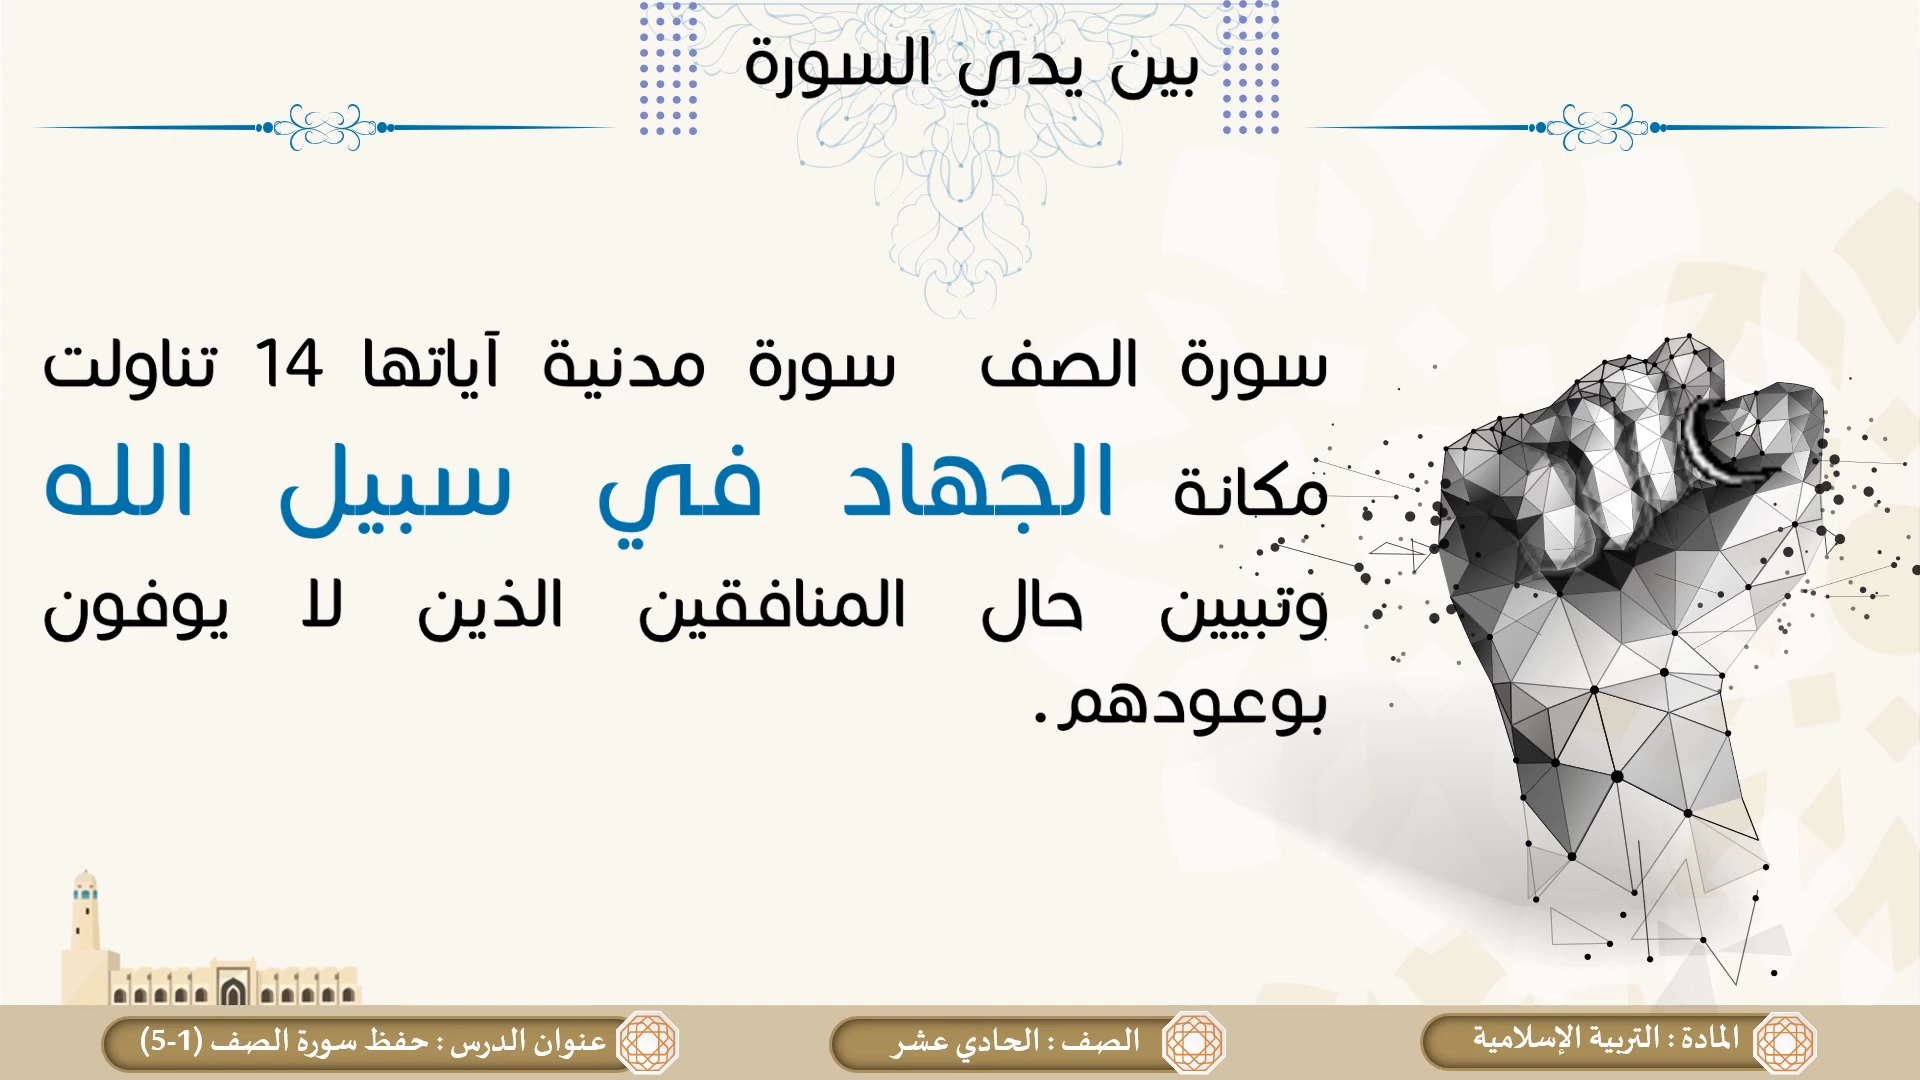 بين يدي السورة
سورة الصف سورة مدنية آياتها 14 تناولت
مكانة الجهاد في سبيل الله
وتبيين حال المنافقين الذين لا يوفون
بوعودهم.
المادة : التربية الإسلامية
الصف : الحادي عشر
عنوان الدرس : حفظ سورة الصف (1-5)